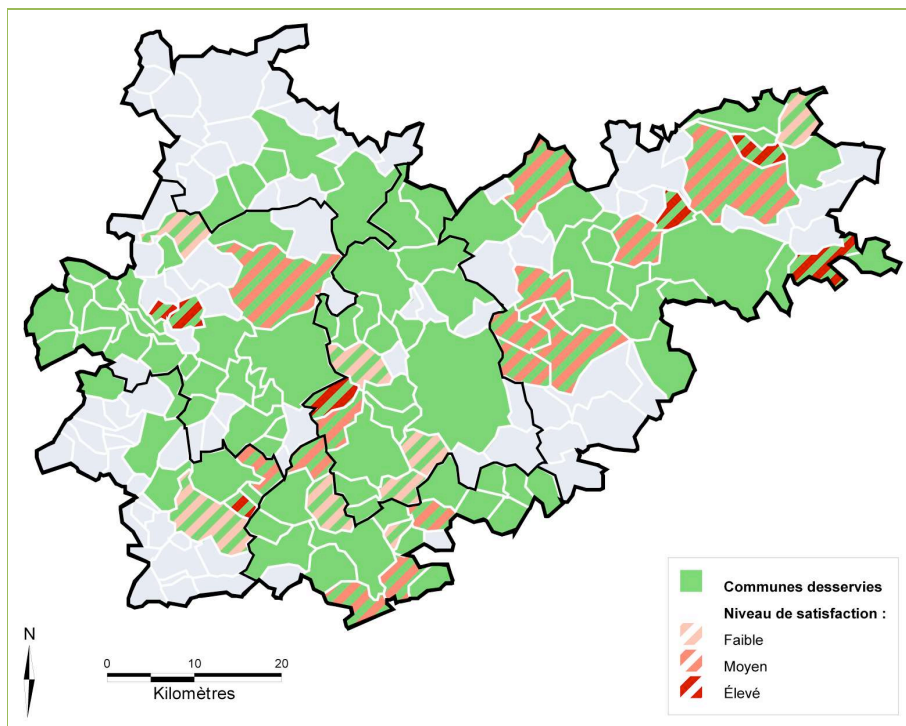 N
0 10 20
Kilomètres
Communes desservies
Niveau de satisfaction :
Faible
Moyen
Élevé